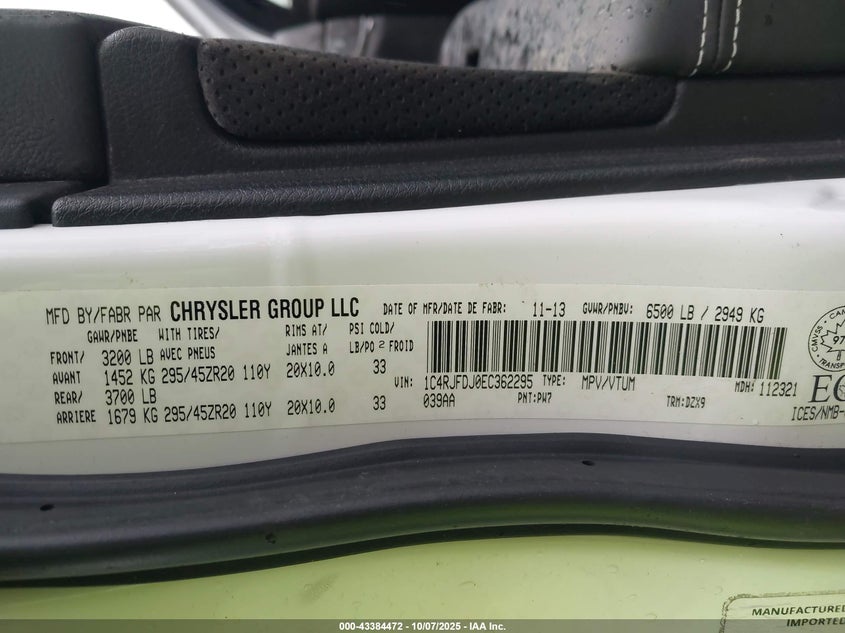 MFD BY/FABR PAR CHRYSLER GROUP LLC DATE OF MFR/DATE DE FABR: 11-13 GVWR/PNBV: 6500 LB / 2949 KG
GAWR/PNBE WITH TIRES/ RIMS AT/ PSI COLD/
FRONT/ 3200 LB AVEC PNEUS JANTES A LB/PO 2 FROID
AVANT 1452 KG 295/45ZR20 110Y 20X10.0 33
VIN: 1C4RJFDJ0EC362295 TYPE: MPV/VTUM MDH: 112321
REAR/ 3700 LB
039AA PNT: PW7 TRM: DZX9
ARRIERE 1679 KG 295/45ZR20 110Y 20X10.0 33
CMVSS
97
TRANSP
EC
ICES/NMB-
MANUFACTURED
IMPORTED
000-43384472 - 10/07/2025 - IAA Inc.